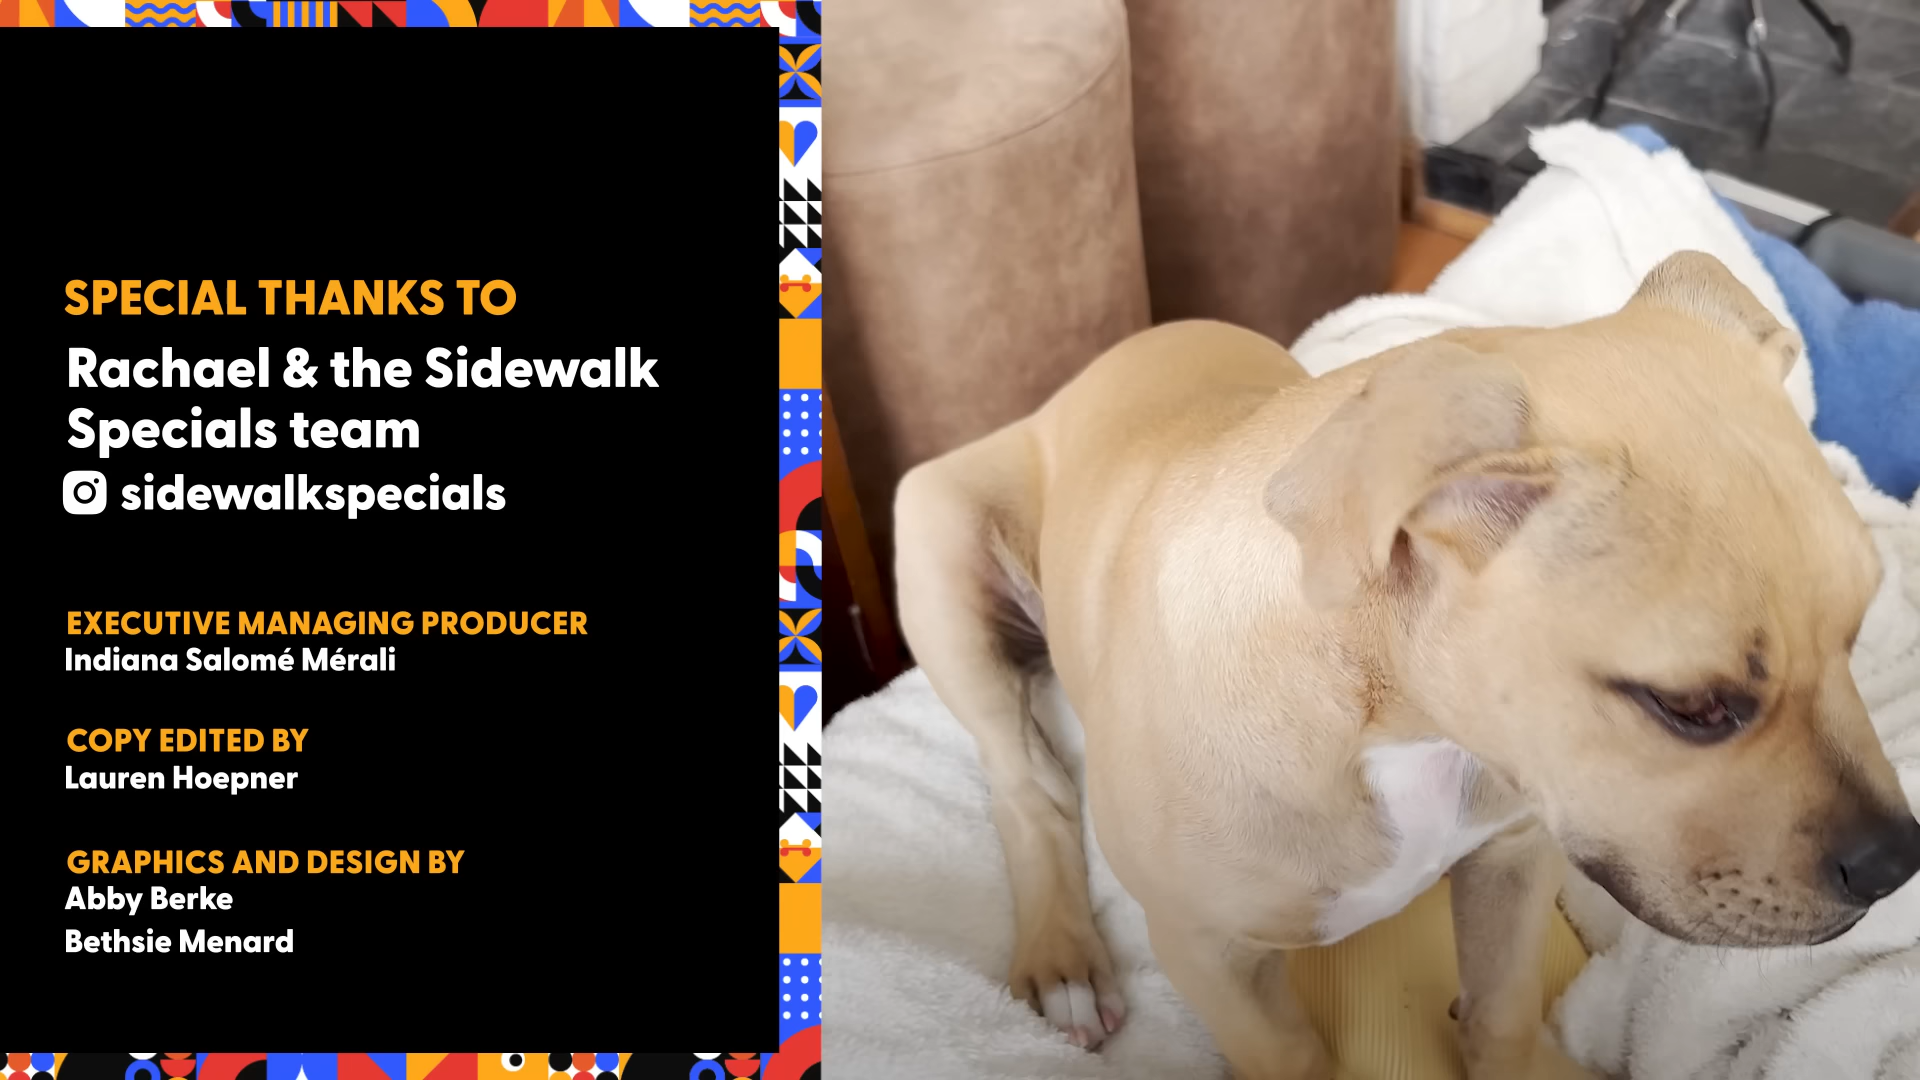 SPECIAL THANKS TO
Rachael & the Sidewalk
Specials team
sidewalkspecials
EXECUTIVE MANAGING PRODUCER
Indiana Salomé Mérali
COPY EDITED BY
Lauren Hoepner
GRAPHICS AND DESIGN BY
Abby Berke
Bethsie Menard